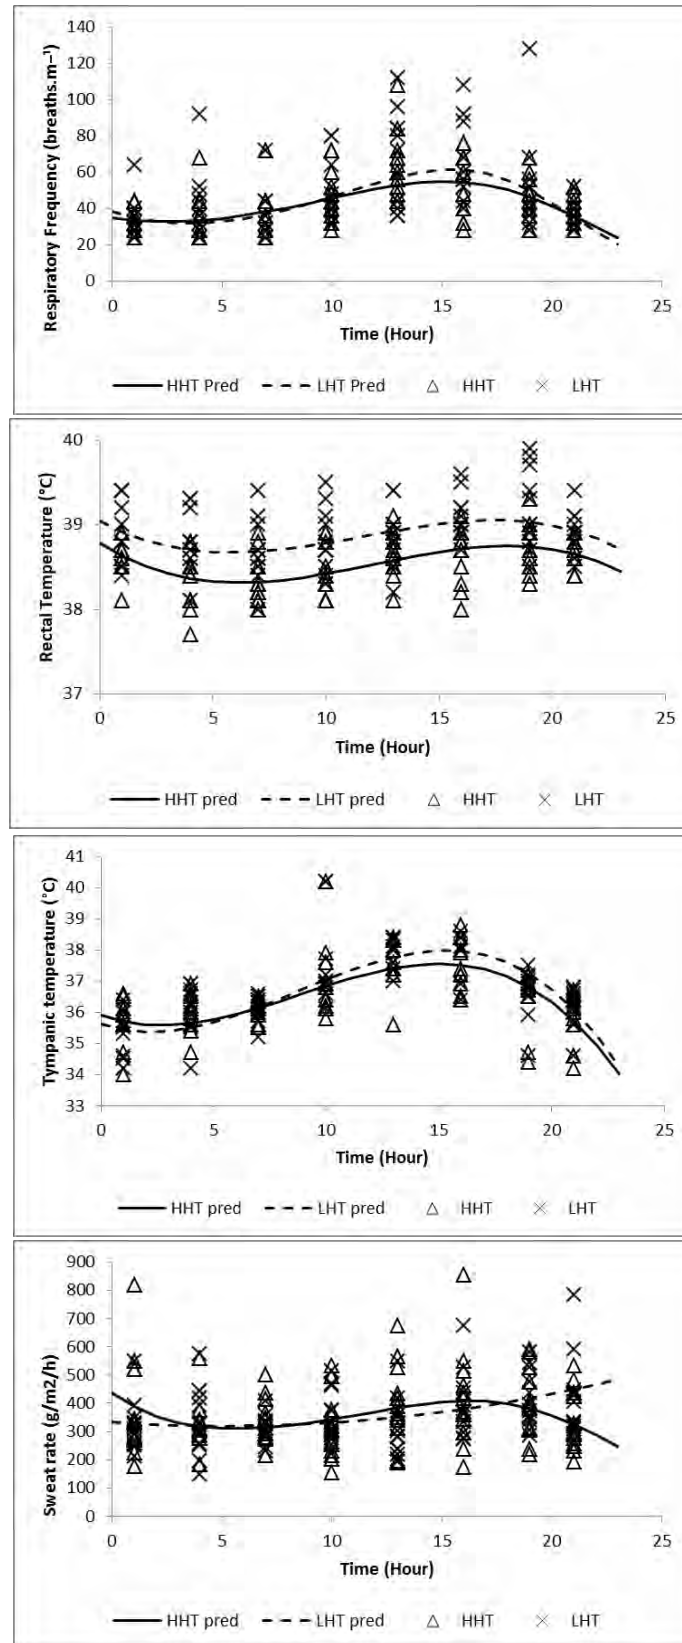 Respiratory Frequency (breaths.m⁻¹)
140
120
100
80
60
40
20
0
0 5 10 15 20 25
Time (Hour)
HHT Pred LHT Pred HHT LHT
Rectal Temperature (°C)
40
39
38
37
0 5 10 15 20 25
Time (Hour)
HHT pred LHT pred HHT LHT
Tympanic temperature (°C)
41
40
39
38
37
36
35
34
33
0 5 10 15 20 25
Time (Hour)
HHT pred LHT pred HHT LHT
Sweat rate (g/m2/h)
900
800
700
600
500
400
300
200
100
0
0 5 10 15 20 25
Time (Hour)
HHT pred LHT pred HHT LHT